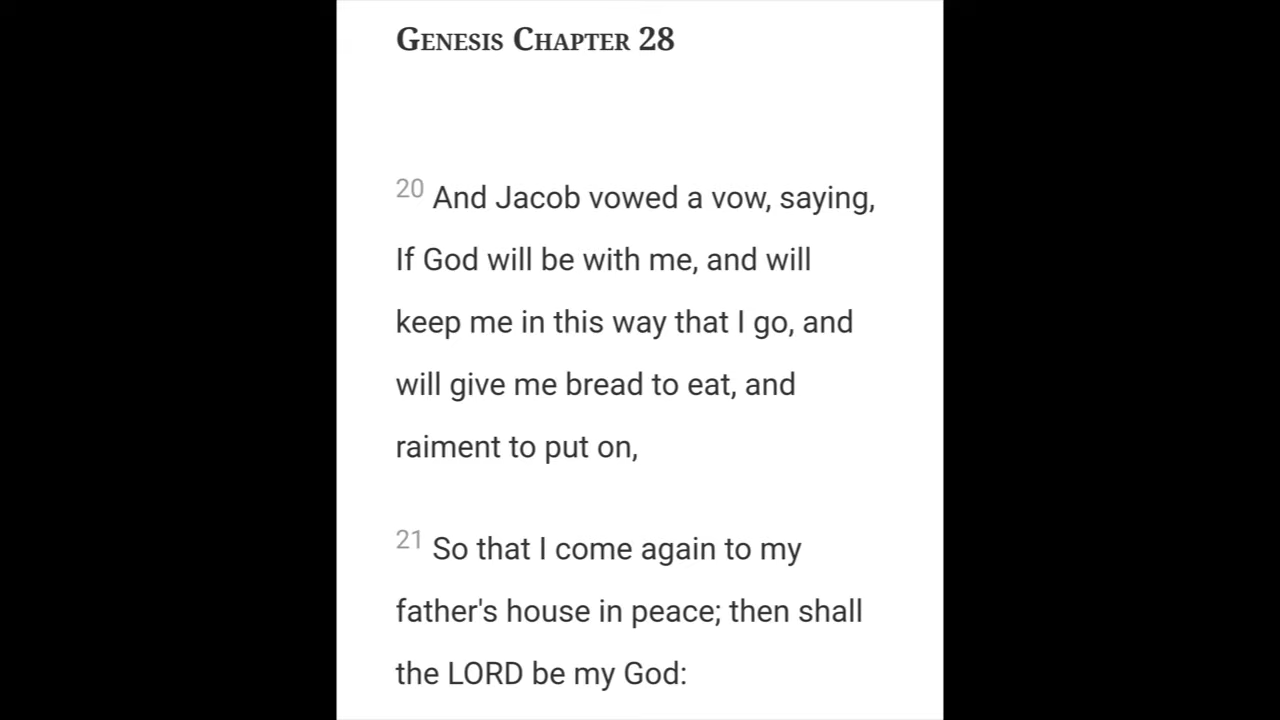 Genesis Chapter 28
20 And Jacob vowed a vow, saying,
If God will be with me, and will
keep me in this way that I go, and
will give me bread to eat, and
raiment to put on,
21 So that I come again to my
father's house in peace; then shall
the LORD be my God: